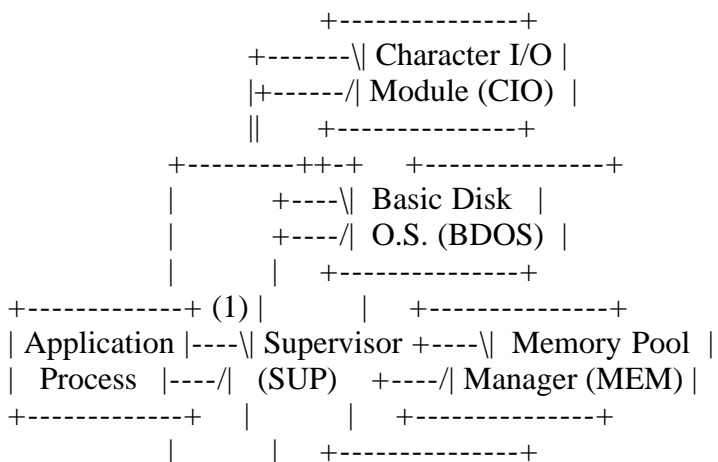 +---------------+
+-------\| Character I/O |
|+------/| Module (CIO)  |
||      +---------------+
+---------++-+     +---------------+
|            +----\|  Basic Disk   |
|            +----/|  O.S. (BDOS)  |
|         |     +---------------+
+-------------+ (1) |            |      +---------------+
| Application |----\| Supervisor +----\|  Memory Pool  |
|   Process   |----/|   (SUP)    +----/| Manager (MEM) |
+-------------+      |            |      +---------------+
|         |     +---------------+